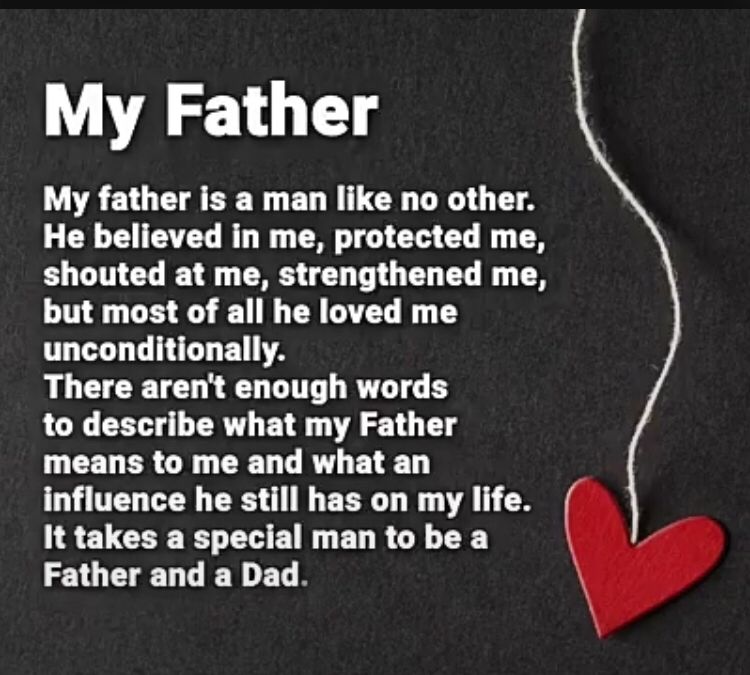 My Father
My father is a man like no other.
He believed in me, protected me,
shouted at me, strengthened me,
but most of all he loved me
unconditionally.
There aren't enough words
to describe what my Father
means to me and what an
influence he still has on my life.
It takes a special man to be a
Father and a Dad.